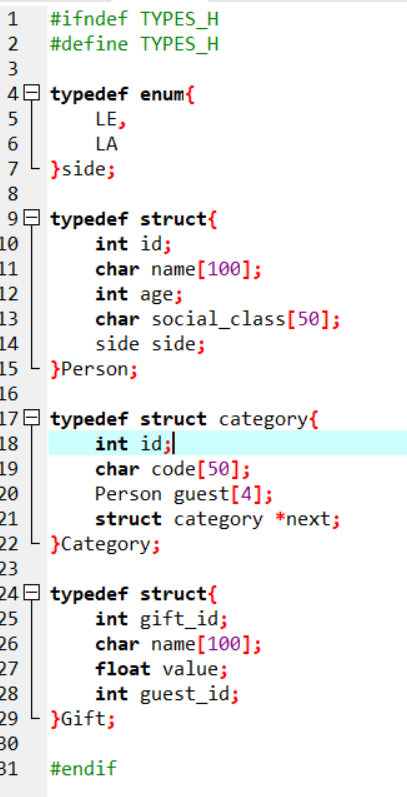 1 #ifndef TYPES_H
2 #define TYPES_H
3
4 typedef enum{
5     LE,
6     LA
7 }side;
8
9 typedef struct{
10     int id;
11     char name[100];
12     int age;
13     char social_class[50];
14     side side;
15 }Person;
16
17 typedef struct category{
18     int id;
19     char code[50];
20     Person guest[4];
21     struct category *next;
22 }Category;
23
24 typedef struct{
25     int gift_id;
26     char name[100];
27     float value;
28     int guest_id;
29 }Gift;
30
31 #endif